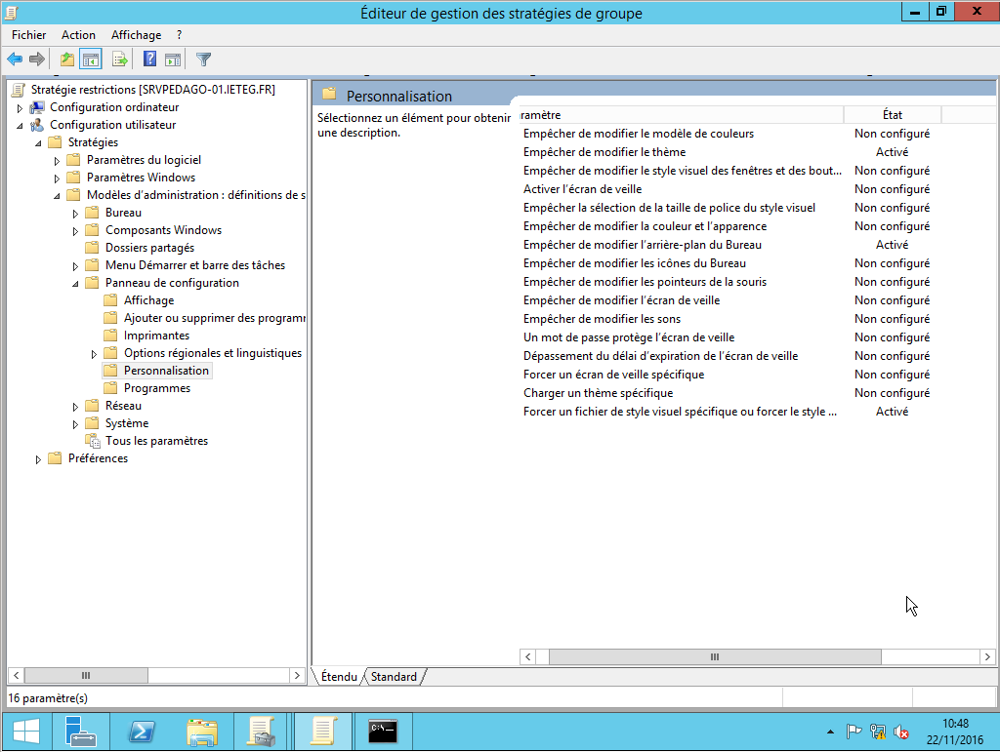 Éditeur de gestion des stratégies de groupe
Fichier Action Affichage ?
Stratégie restrictions [SRVPEDAGO-01.IETEG.FR]
Configuration ordinateur
Configuration utilisateur
Stratégies
Paramètres du logiciel
Paramètres Windows
Modèles d'administration : définitions de s
Bureau
Composants Windows
Dossiers partagés
Menu Démarrer et barre des tâches
Panneau de configuration
Affichage
Ajouter ou supprimer des programm
Imprimantes
Options régionales et linguistiques
Personnalisation
Programmes
Réseau
Système
Tous les paramètres
Préférences
Personnalisation
Sélectionnez un élément pour obtenir
une description.
ramètre État
Empêcher de modifier le modèle de couleurs Non configuré
Empêcher de modifier le thème Activé
Empêcher de modifier le style visuel des fenêtres et des bout... Non configuré
Activer l'écran de veille Non configuré
Empêcher la sélection de la taille de police du style visuel Non configuré
Empêcher de modifier la couleur et l'apparence Non configuré
Empêcher de modifier l'arrière-plan du Bureau Activé
Empêcher de modifier les icônes du Bureau Non configuré
Empêcher de modifier les pointeurs de la souris Non configuré
Empêcher de modifier l'écran de veille Non configuré
Empêcher de modifier les sons Non configuré
Un mot de passe protège l'écran de veille Non configuré
Dépassement du délai d'expiration de l'écran de veille Non configuré
Forcer un écran de veille spécifique Non configuré
Charger un thème spécifique Non configuré
Forcer un fichier de style visuel spécifique ou forcer le style ... Activé
Étendu Standard
16 paramètre(s)
C:\.
10:48
22/11/2016